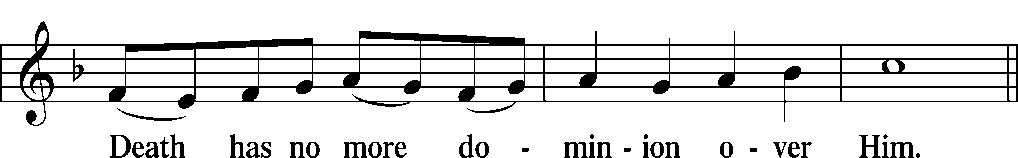 Death has no more do - min - ion o - ver Him.